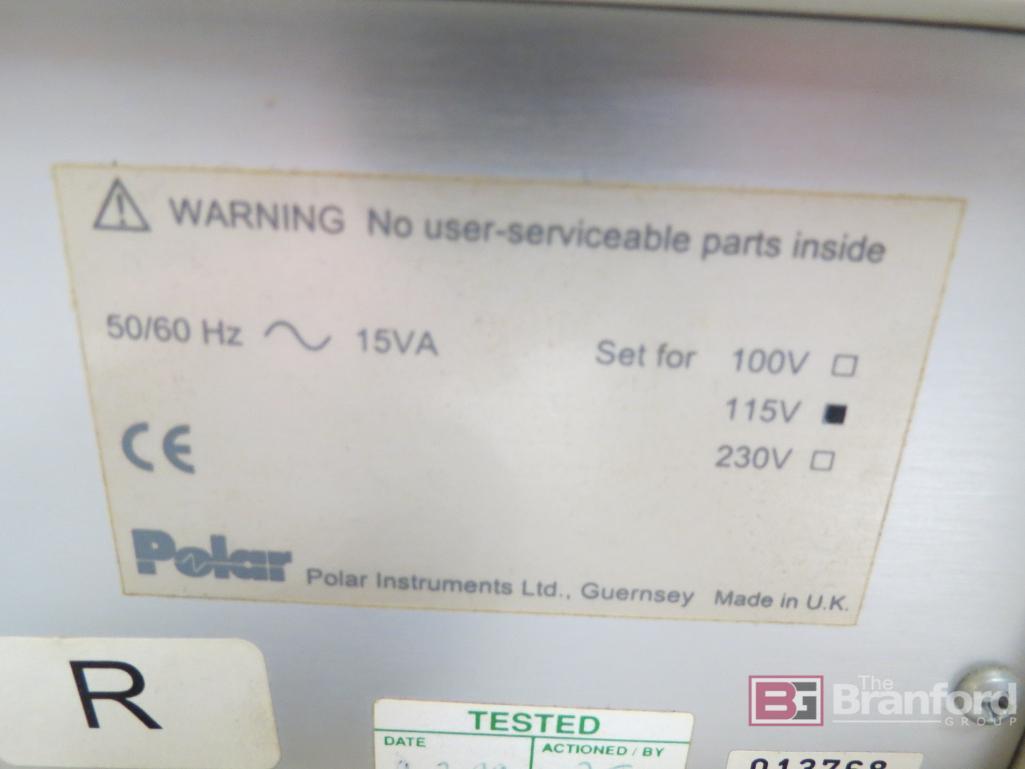 WARNING No user-serviceable parts inside
50/60 Hz 15VA
Set for 100V
115V
230V
CE
Polar
Polar Instruments Ltd., Guernsey Made in U.K.
R
TESTED
DATE
ACTIONED / BY
BG The Branford GROUP